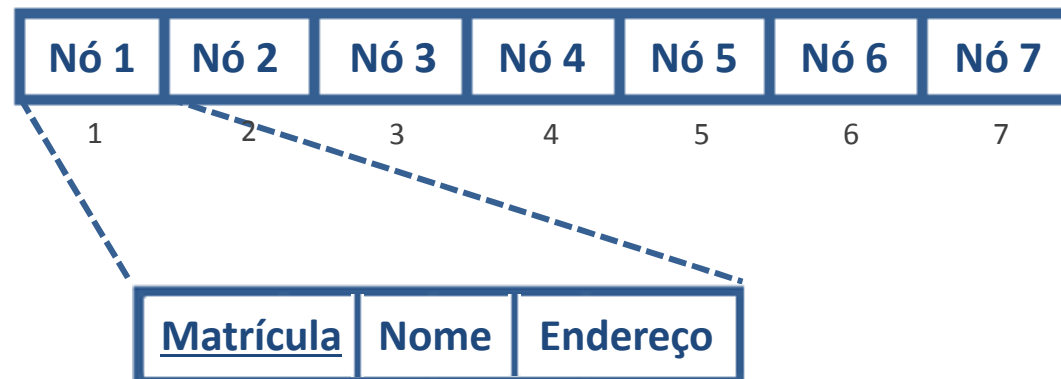 Nó 1 Nó 2 Nó 3 Nó 4 Nó 5 Nó 6 Nó 7
1 2 3 4 5 6 7
Matrícula Nome Endereço